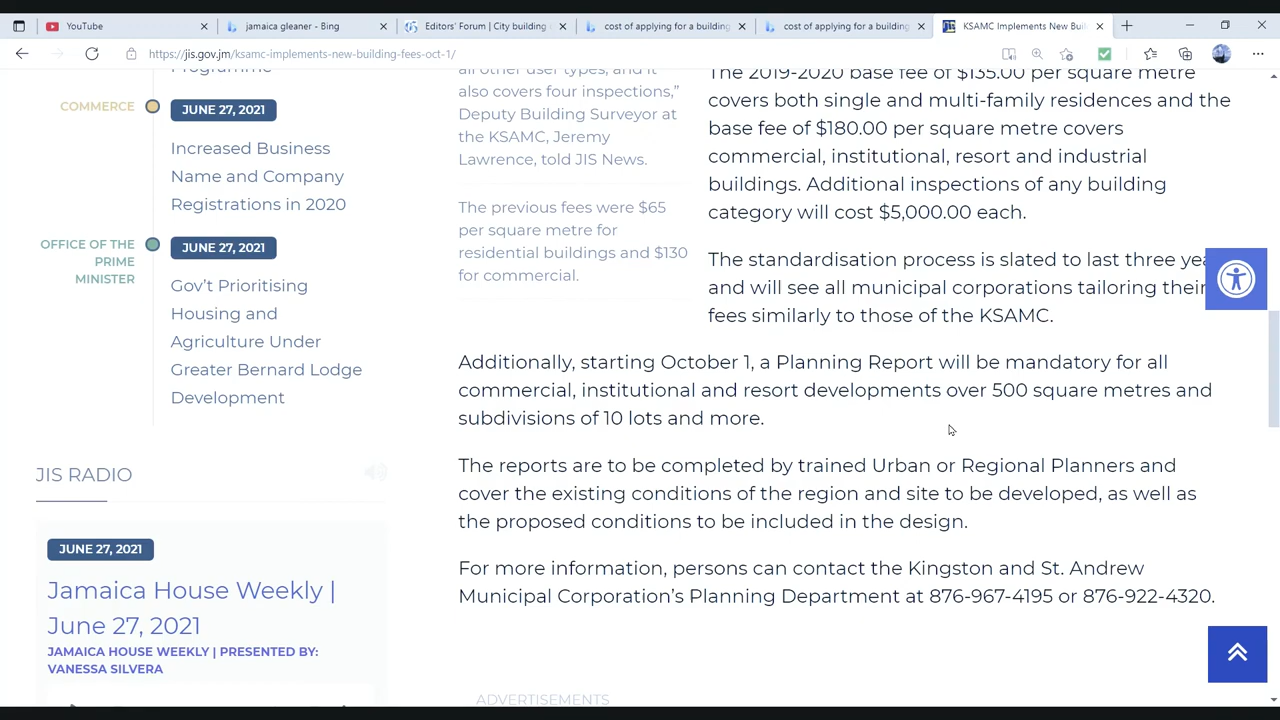 YouTube
jamaica gleaner - Bing
Editors' Forum | City building
cost of applying for a building
cost of applying for a building
KSAMC Implements New Buil
https://jis.gov.jm/ksamc-implements-new-building-fees-oct-1/
Programme
COMMERCE
JUNE 27, 2021
Increased Business
Name and Company
Registrations in 2020
OFFICE OF THE
PRIME
MINISTER
JUNE 27, 2021
Gov't Prioritising
Housing and
Agriculture Under
Greater Bernard Lodge
Development
JIS RADIO
JUNE 27, 2021
Jamaica House Weekly |
June 27, 2021
JAMAICA HOUSE WEEKLY | PRESENTED BY:
VANESSA SILVERA
all other user types, and it
also covers four inspections,”
Deputy Building Surveyor at
the KSAMC, Jeremy
Lawrence, told JIS News.
The previous fees were $65
per square metre for
residential buildings and $130
for commercial.
The 2019-2020 base fee of $135.00 per square metre
covers both single and multi-family residences and the
base fee of $180.00 per square metre covers
commercial, institutional, resort and industrial
buildings. Additional inspections of any building
category will cost $5,000.00 each.
The standardisation process is slated to last three yea
and will see all municipal corporations tailoring their
fees similarly to those of the KSAMC.
Additionally, starting October 1, a Planning Report will be mandatory for all
commercial, institutional and resort developments over 500 square metres and
subdivisions of 10 lots and more.
The reports are to be completed by trained Urban or Regional Planners and
cover the existing conditions of the region and site to be developed, as well as
the proposed conditions to be included in the design.
For more information, persons can contact the Kingston and St. Andrew
Municipal Corporation's Planning Department at 876-967-4195 or 876-922-4320.
ADVERTISEMENTS